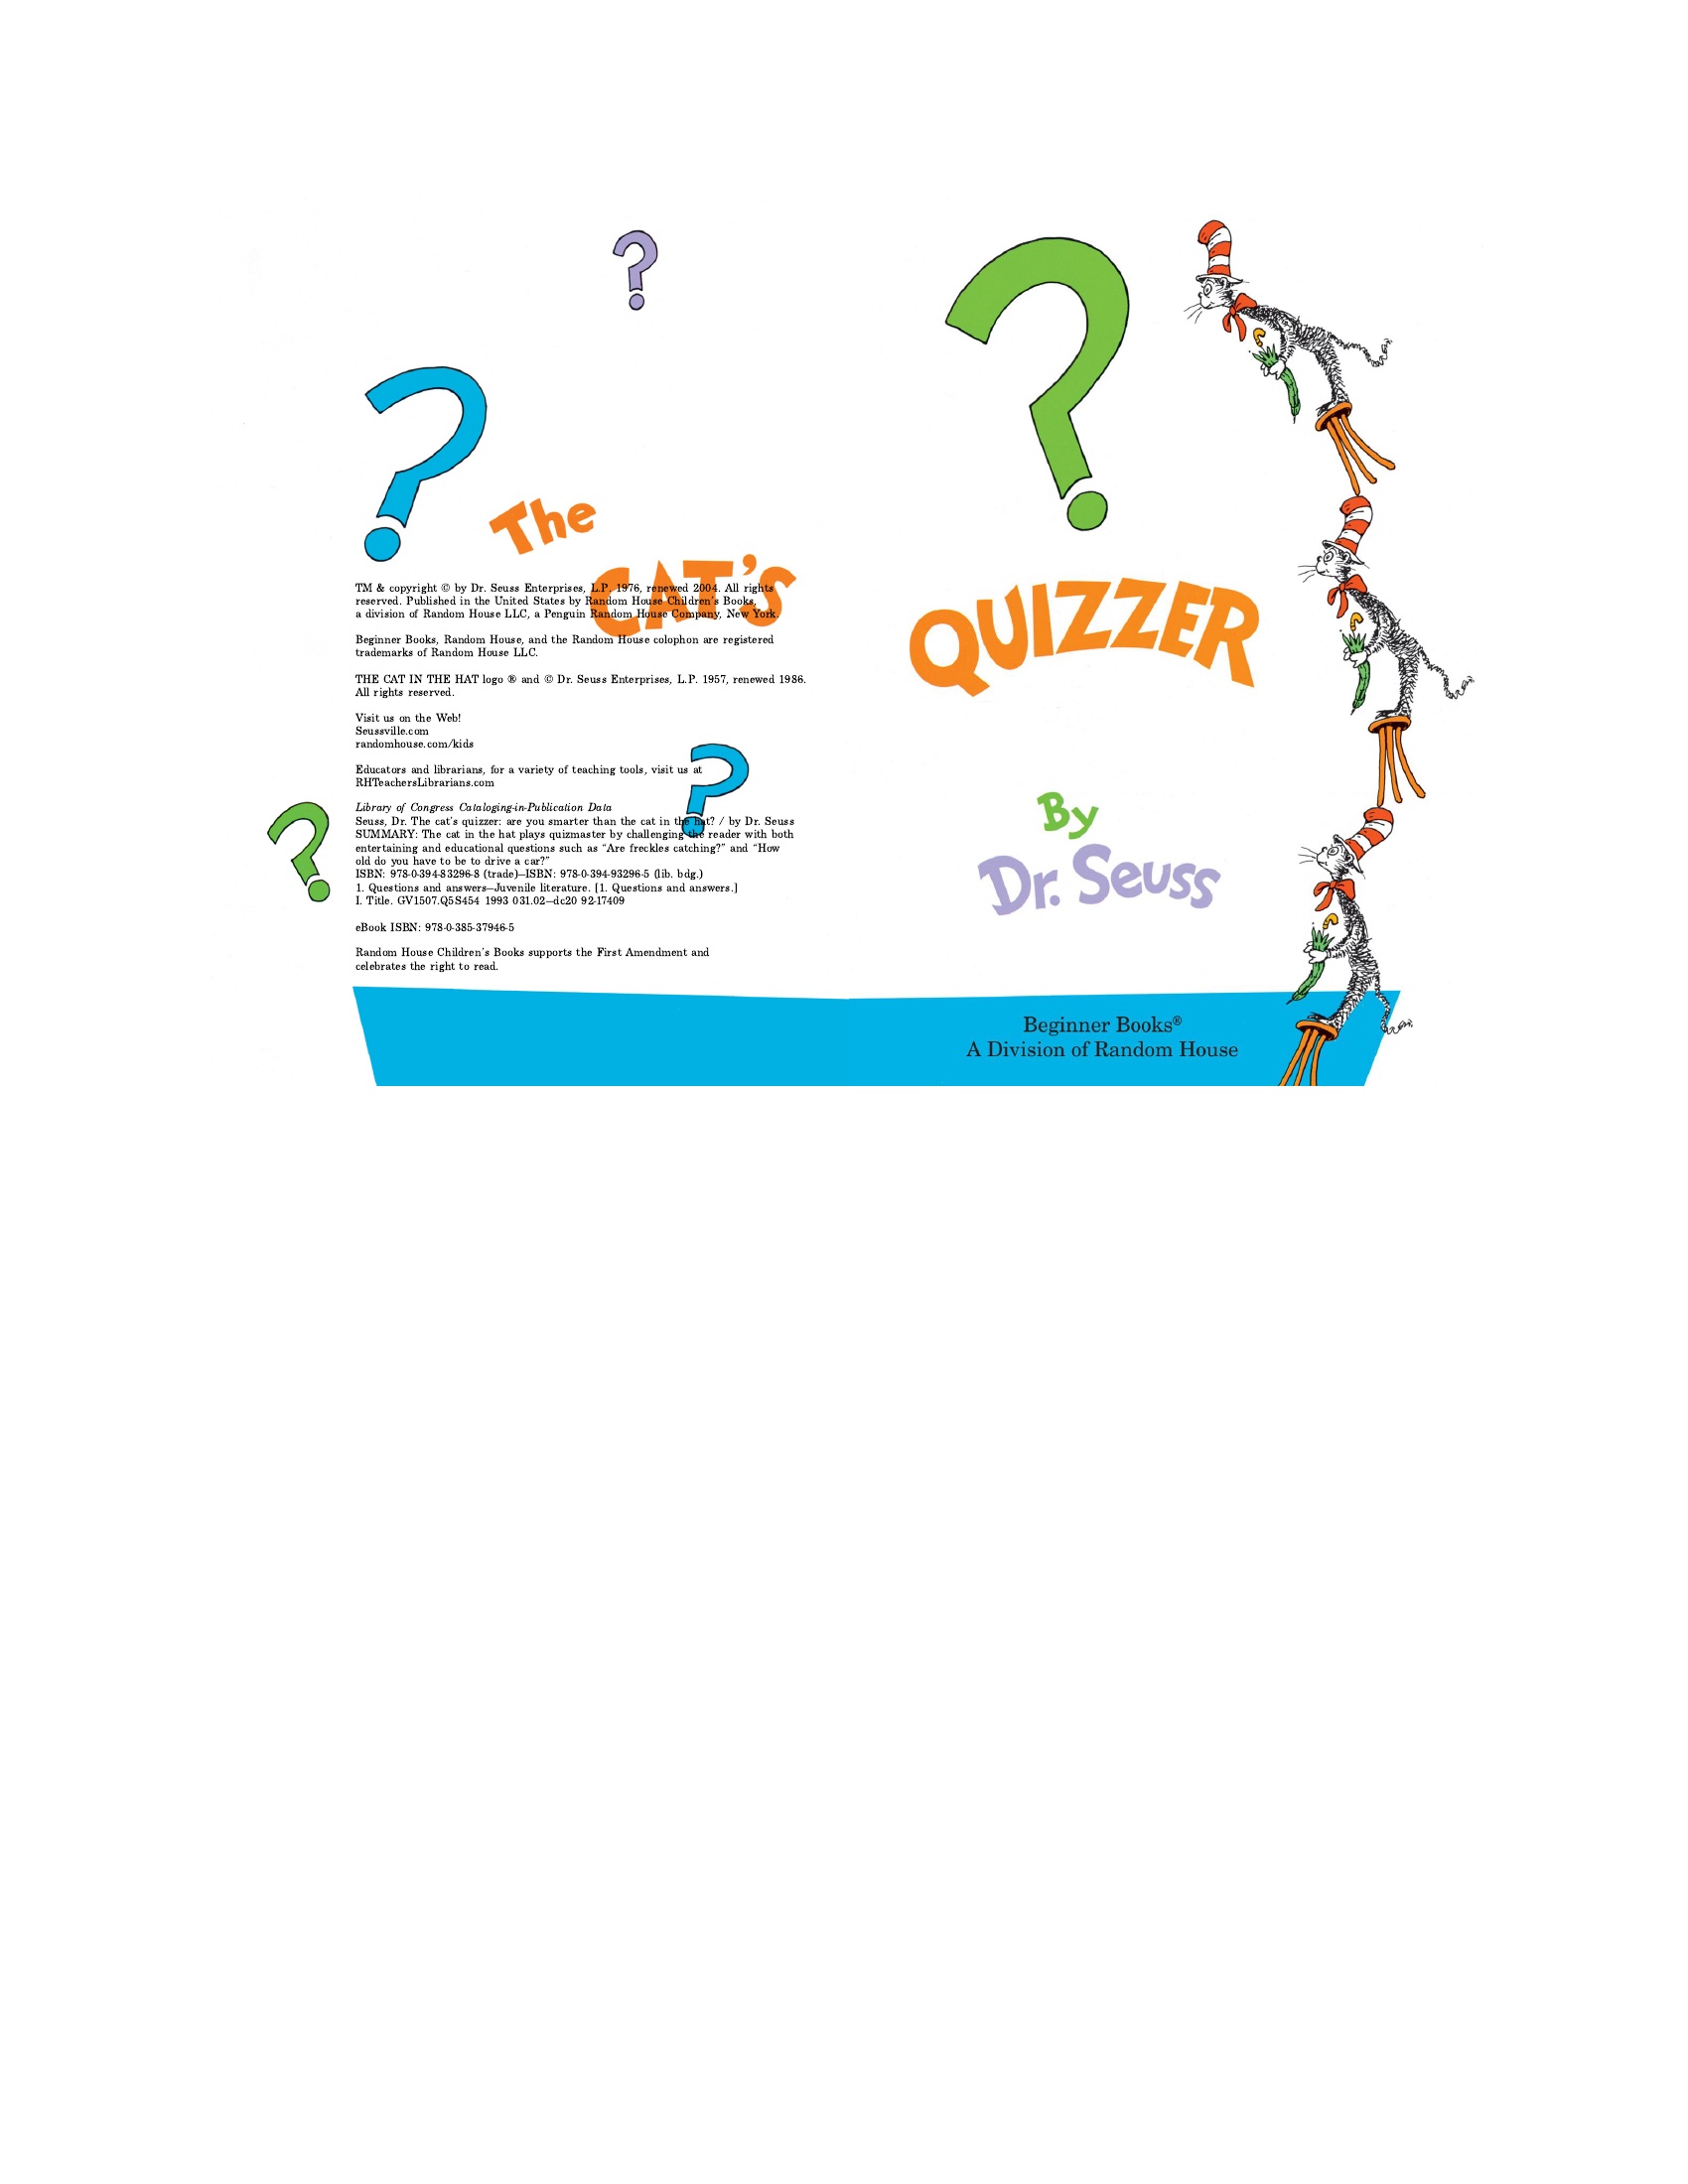 ?
?
The
CAT'S
TM & copyright © by Dr. Seuss Enterprises, L.P. 1976, renewed 2004. All rights
reserved. Published in the United States by Random House Children's Books,
a division of Random House LLC, a Penguin Random House Company, New York.
Beginner Books, Random House, and the Random House colophon are registered
trademarks of Random House LLC.
THE CAT IN THE HAT logo ® and © Dr. Seuss Enterprises, L.P. 1957, renewed 1986.
All rights reserved.
Visit us on the Web!
Seussville.com
randomhouse.com/kids
?
Educators and librarians, for a variety of teaching tools, visit us at
RHTeachersLibrarians.com
?
Library of Congress Cataloging-in-Publication Data
Seuss, Dr. The cat's quizzer: are you smarter than the cat in the hat? / by Dr. Seuss
SUMMARY: The cat in the hat plays quizmaster by challenging the reader with both
entertaining and educational questions such as “Are freckles catching?” and “How
old do you have to be to drive a car?”
ISBN: 978-0-394-83296-8 (trade)—ISBN: 978-0-394-93296-5 (lib. bdg.)
1. Questions and answers—Juvenile literature. [1. Questions and answers.]
I. Title. GV1507.Q5S454 1993 031.02—dc20 92-17409
eBook ISBN: 978-0-385-37946-5
Random House Children's Books supports the First Amendment and
celebrates the right to read.
?
QUIZZER
By
Dr. Seuss
Beginner Books®
A Division of Random House